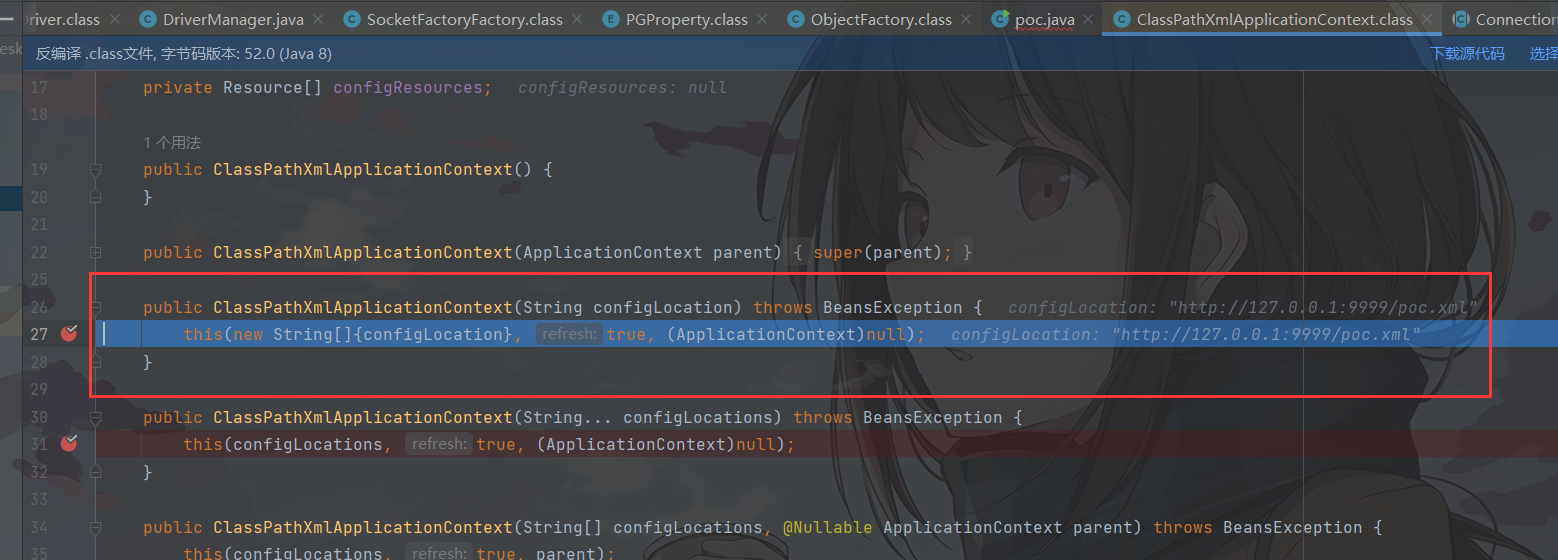 river.class DriverManager.java SocketFactoryFactory.class PGProperty.class ObjectFactory.class poc.java ClassPathXmlApplicationContext.class Connection
esk 反编译 .class文件, 字节码版本: 52.0 (Java 8) 下载源代码 选择
17 private Resource[] configResources; configResources: null
18
1 个用法
19 public ClassPathXmlApplicationContext() {
20 }
21
22 public ClassPathXmlApplicationContext(ApplicationContext parent) { super(parent); }
25
26 public ClassPathXmlApplicationContext(String configLocation) throws BeansException { configLocation: "http://127.0.0.1:9999/poc.xml"
27 this(new String[]{configLocation}, refresh: true, (ApplicationContext)null); configLocation: "http://127.0.0.1:9999/poc.xml"
28 }
29
30 public ClassPathXmlApplicationContext(String... configLocations) throws BeansException {
31 this(configLocations, refresh: true, (ApplicationContext)null);
32 }
33
34 public ClassPathXmlApplicationContext(String[] configLocations, @Nullable ApplicationContext parent) throws BeansException {
35 this(configLocations, refresh: true, parent);